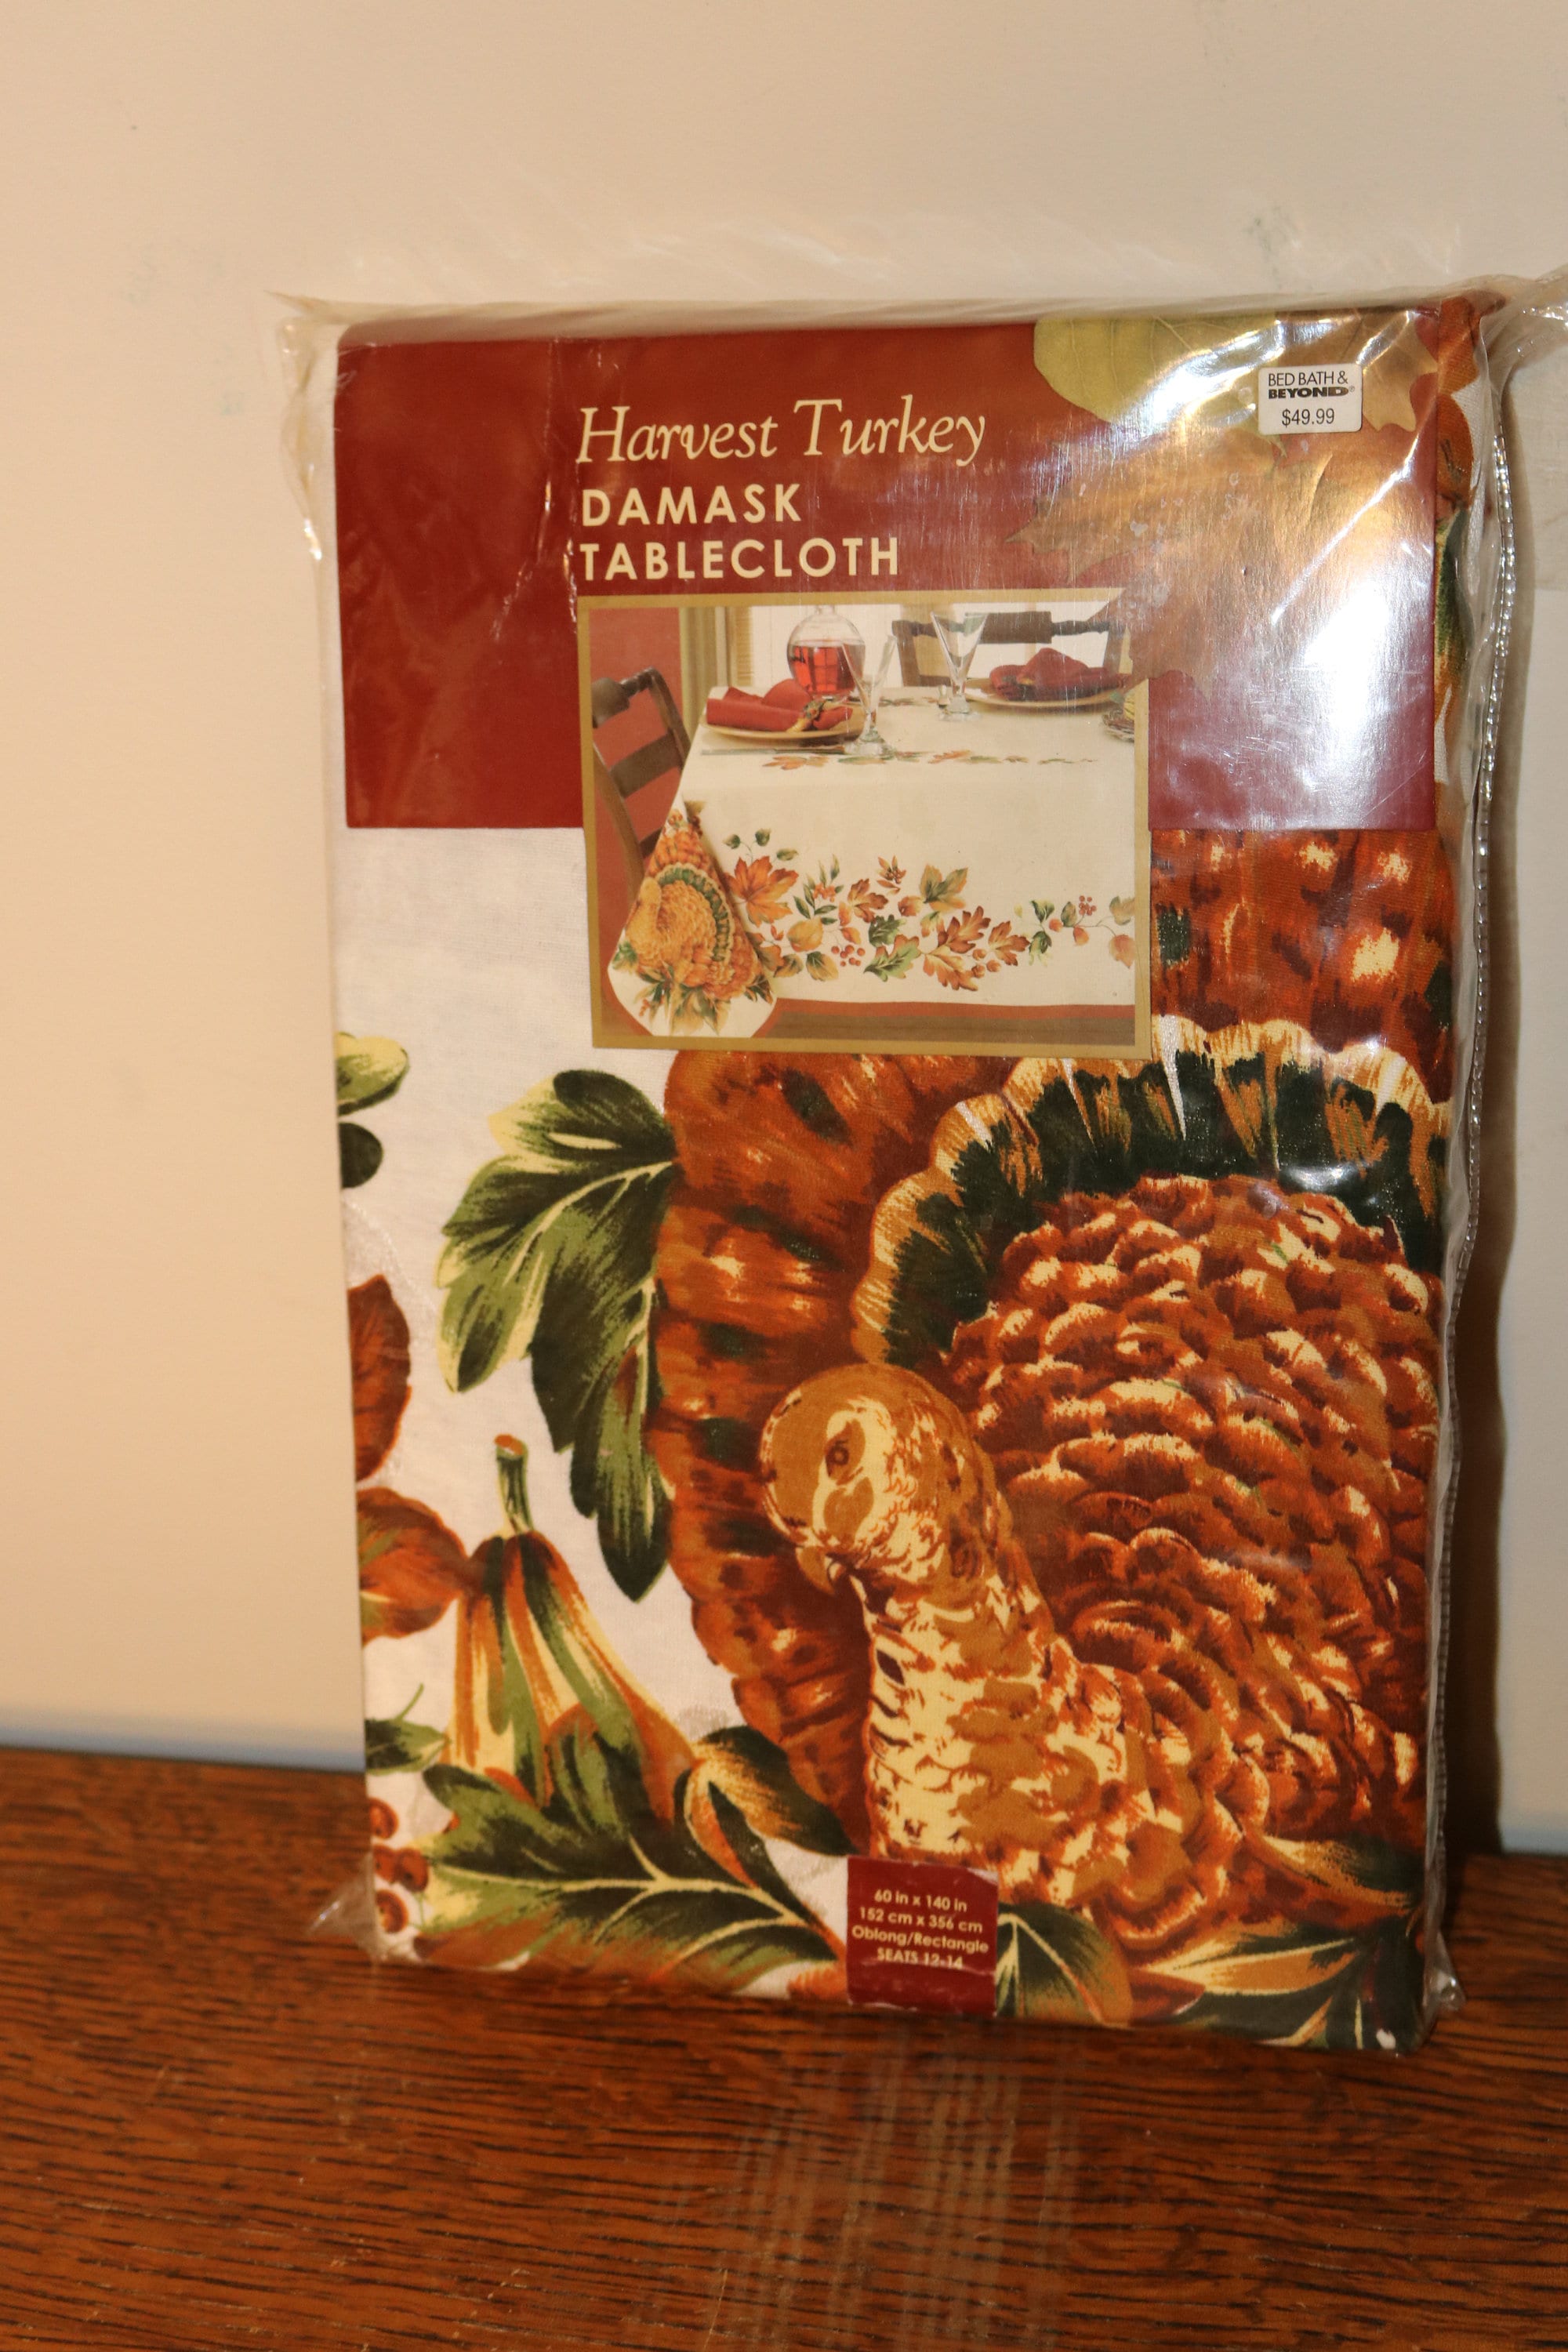 BED BATH &
BEYOND®
$49.99
Harvest Turkey
DAMASK
TABLECLOTH
60 in x 140 in
152 cm x 356 cm
Oblong/Rectangle
SEATS 12-14